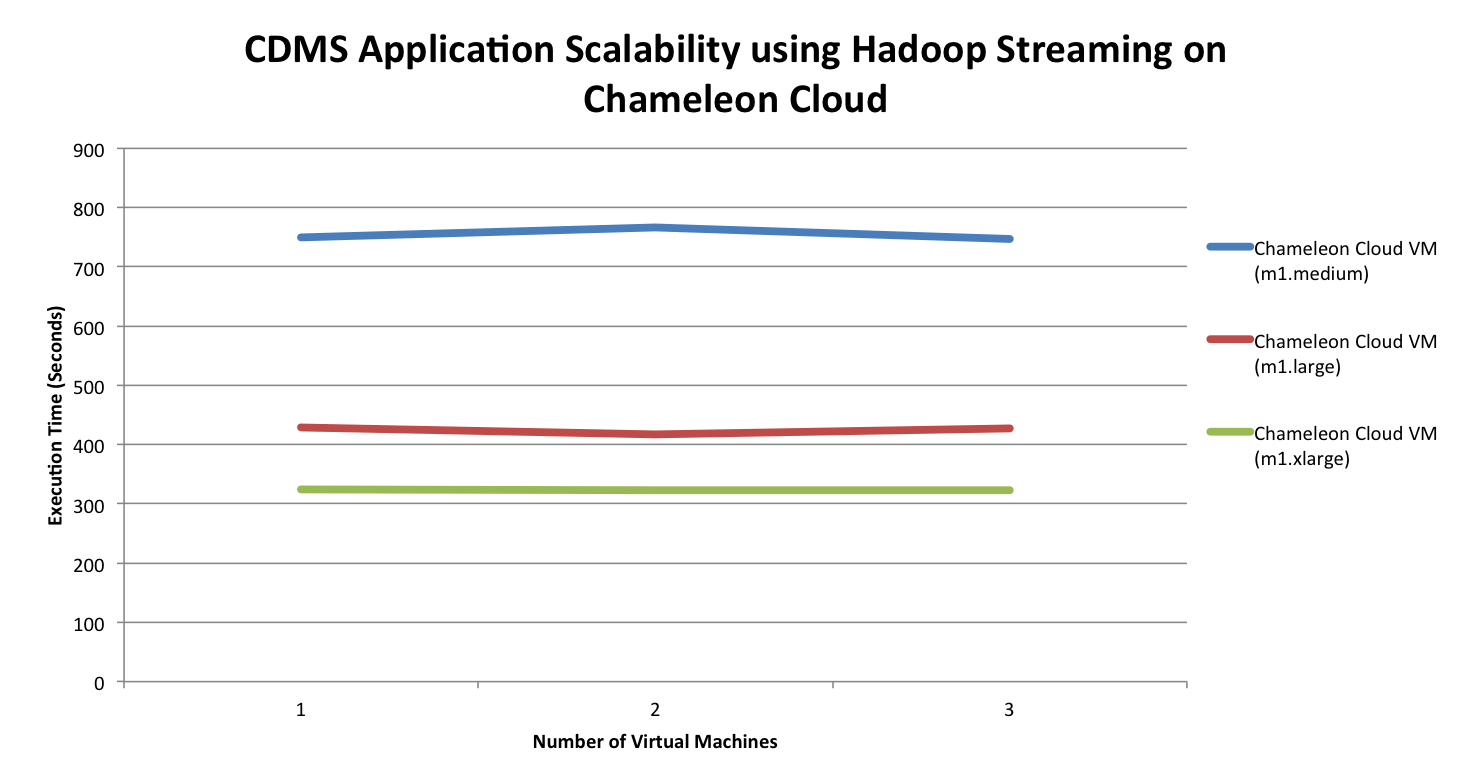 CDMS Application Scalability using Hadoop Streaming on
Chameleon Cloud
900
800
700
600
500
400
300
200
100
0
Execution Time (Seconds)
1
2
3
Number of Virtual Machines
Chameleon Cloud VM
(m1.medium)
Chameleon Cloud VM
(m1.large)
Chameleon Cloud VM
(m1.xlarge)